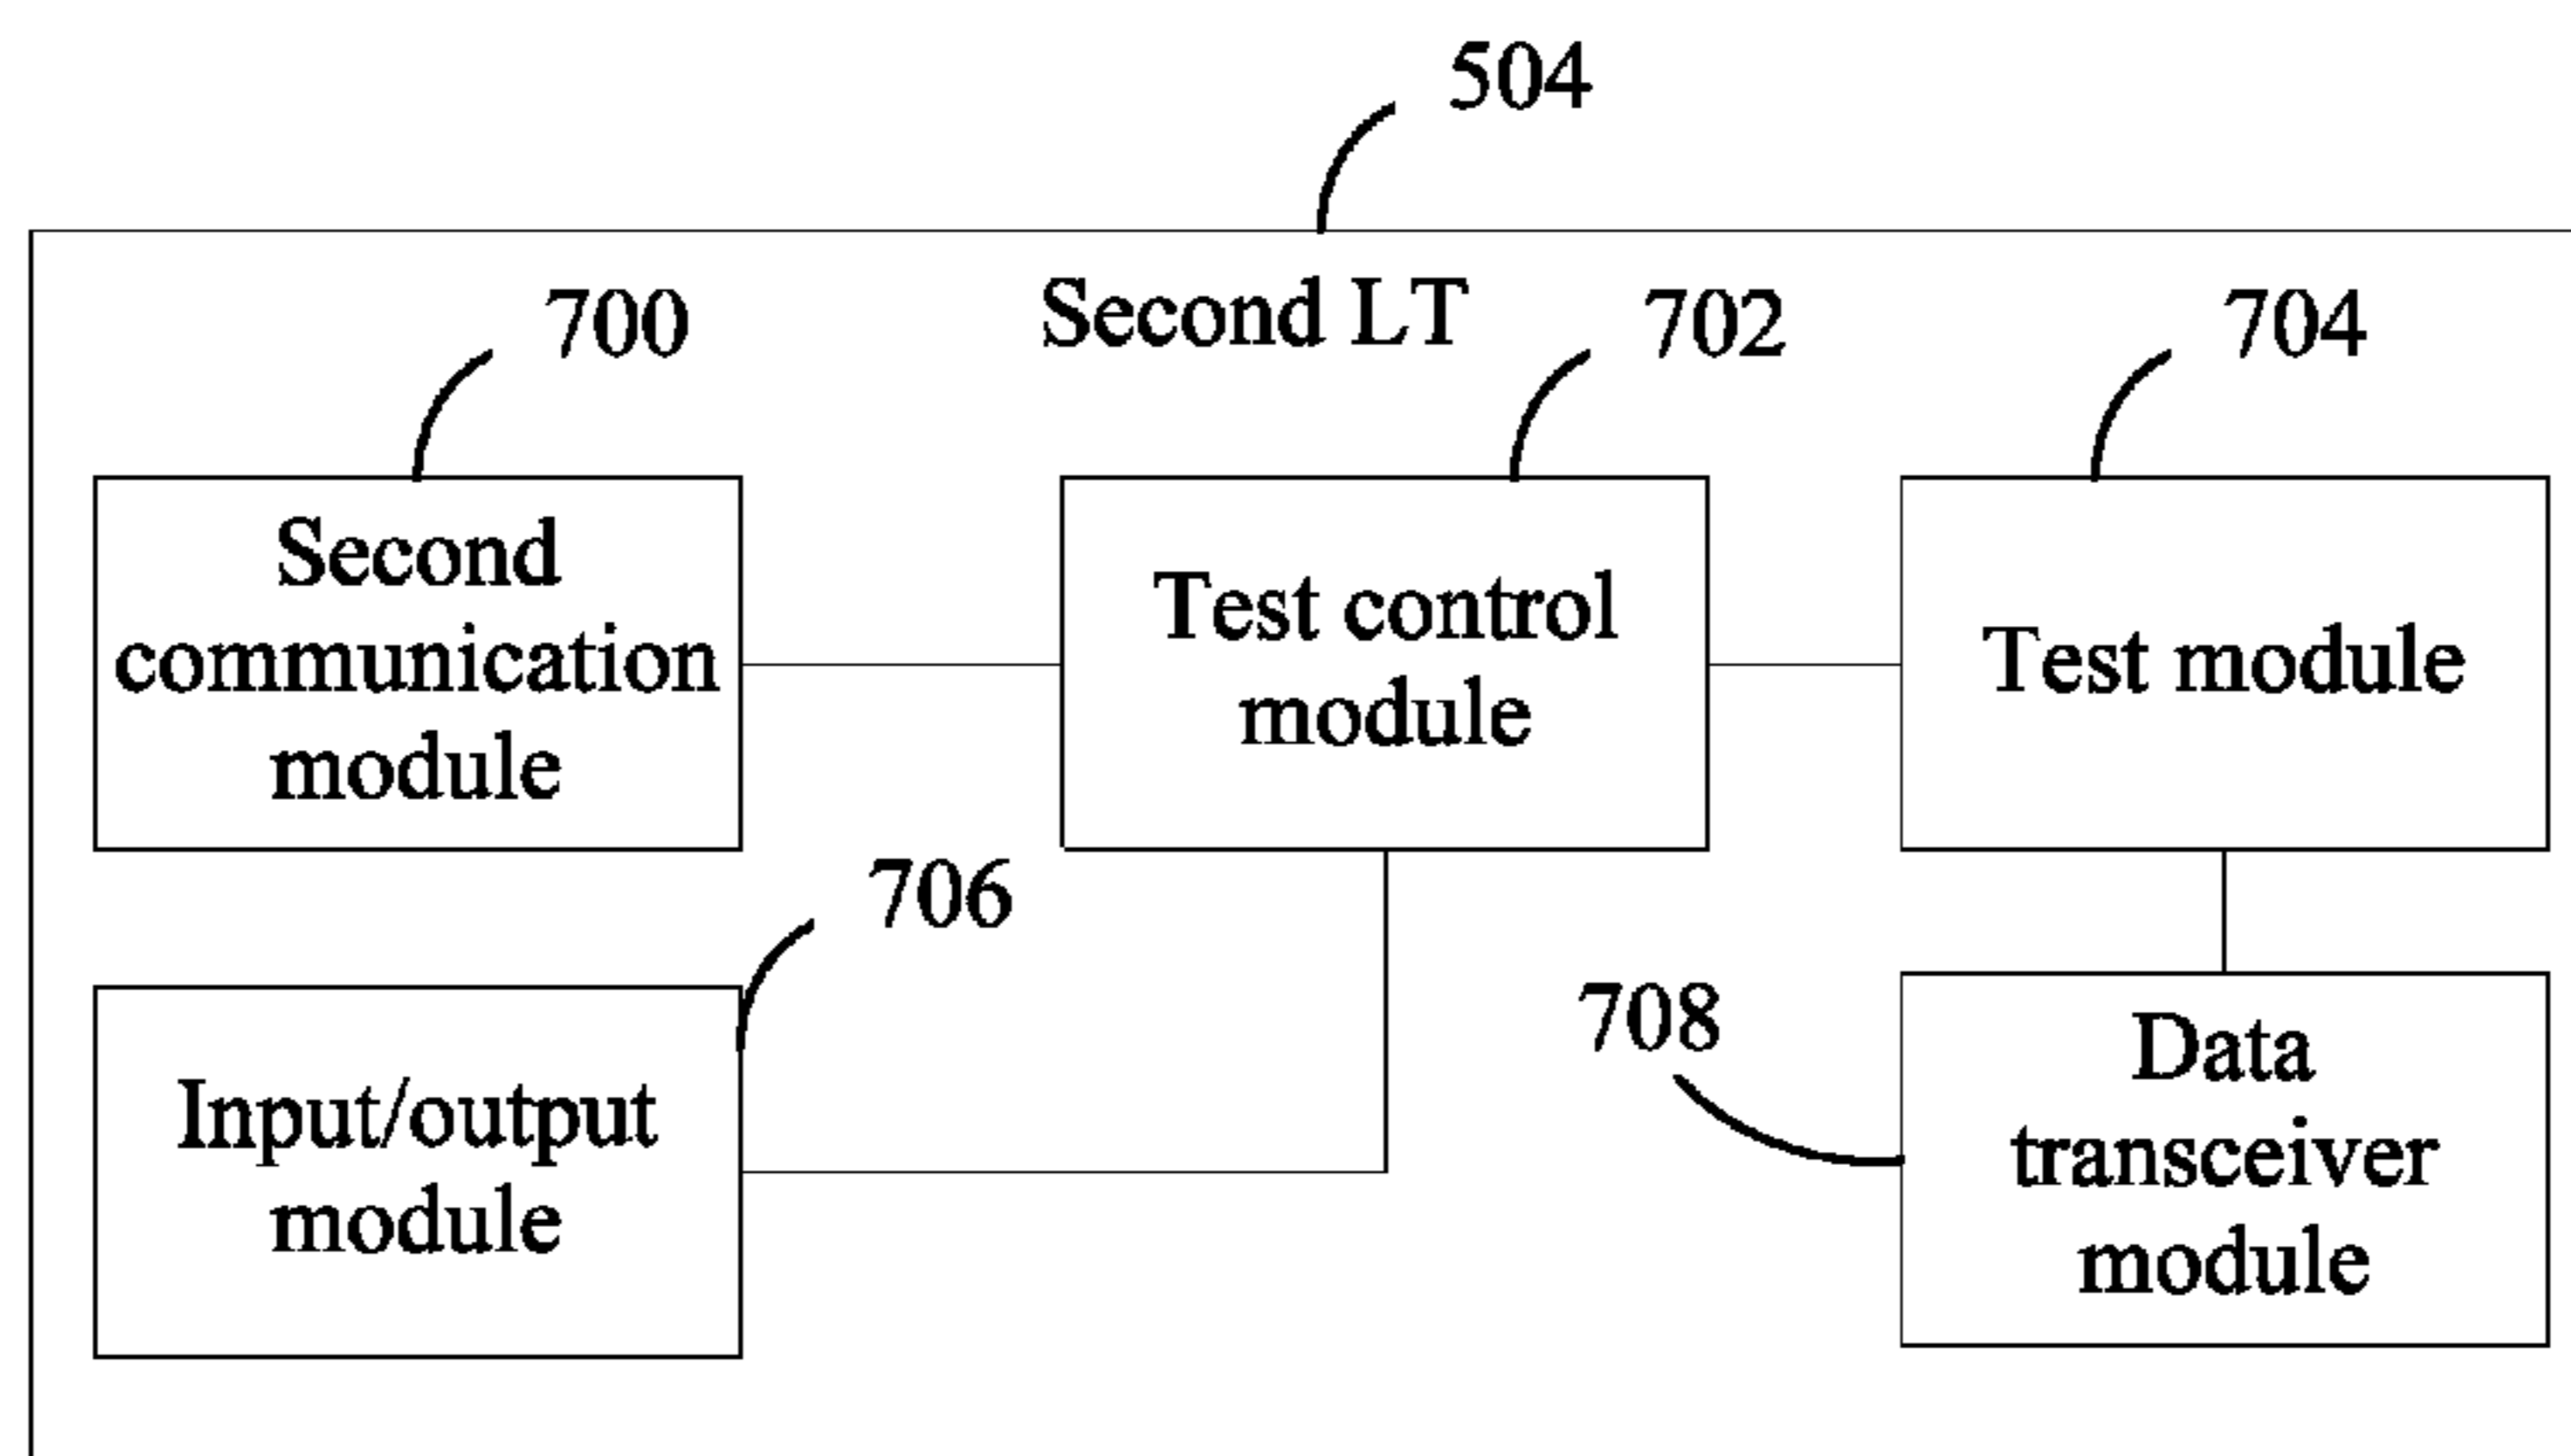 504
Second LT
700
702
704
Second
communication
module
Test control
module
Test module
706
Input/output
module
708
Data
transceiver
module